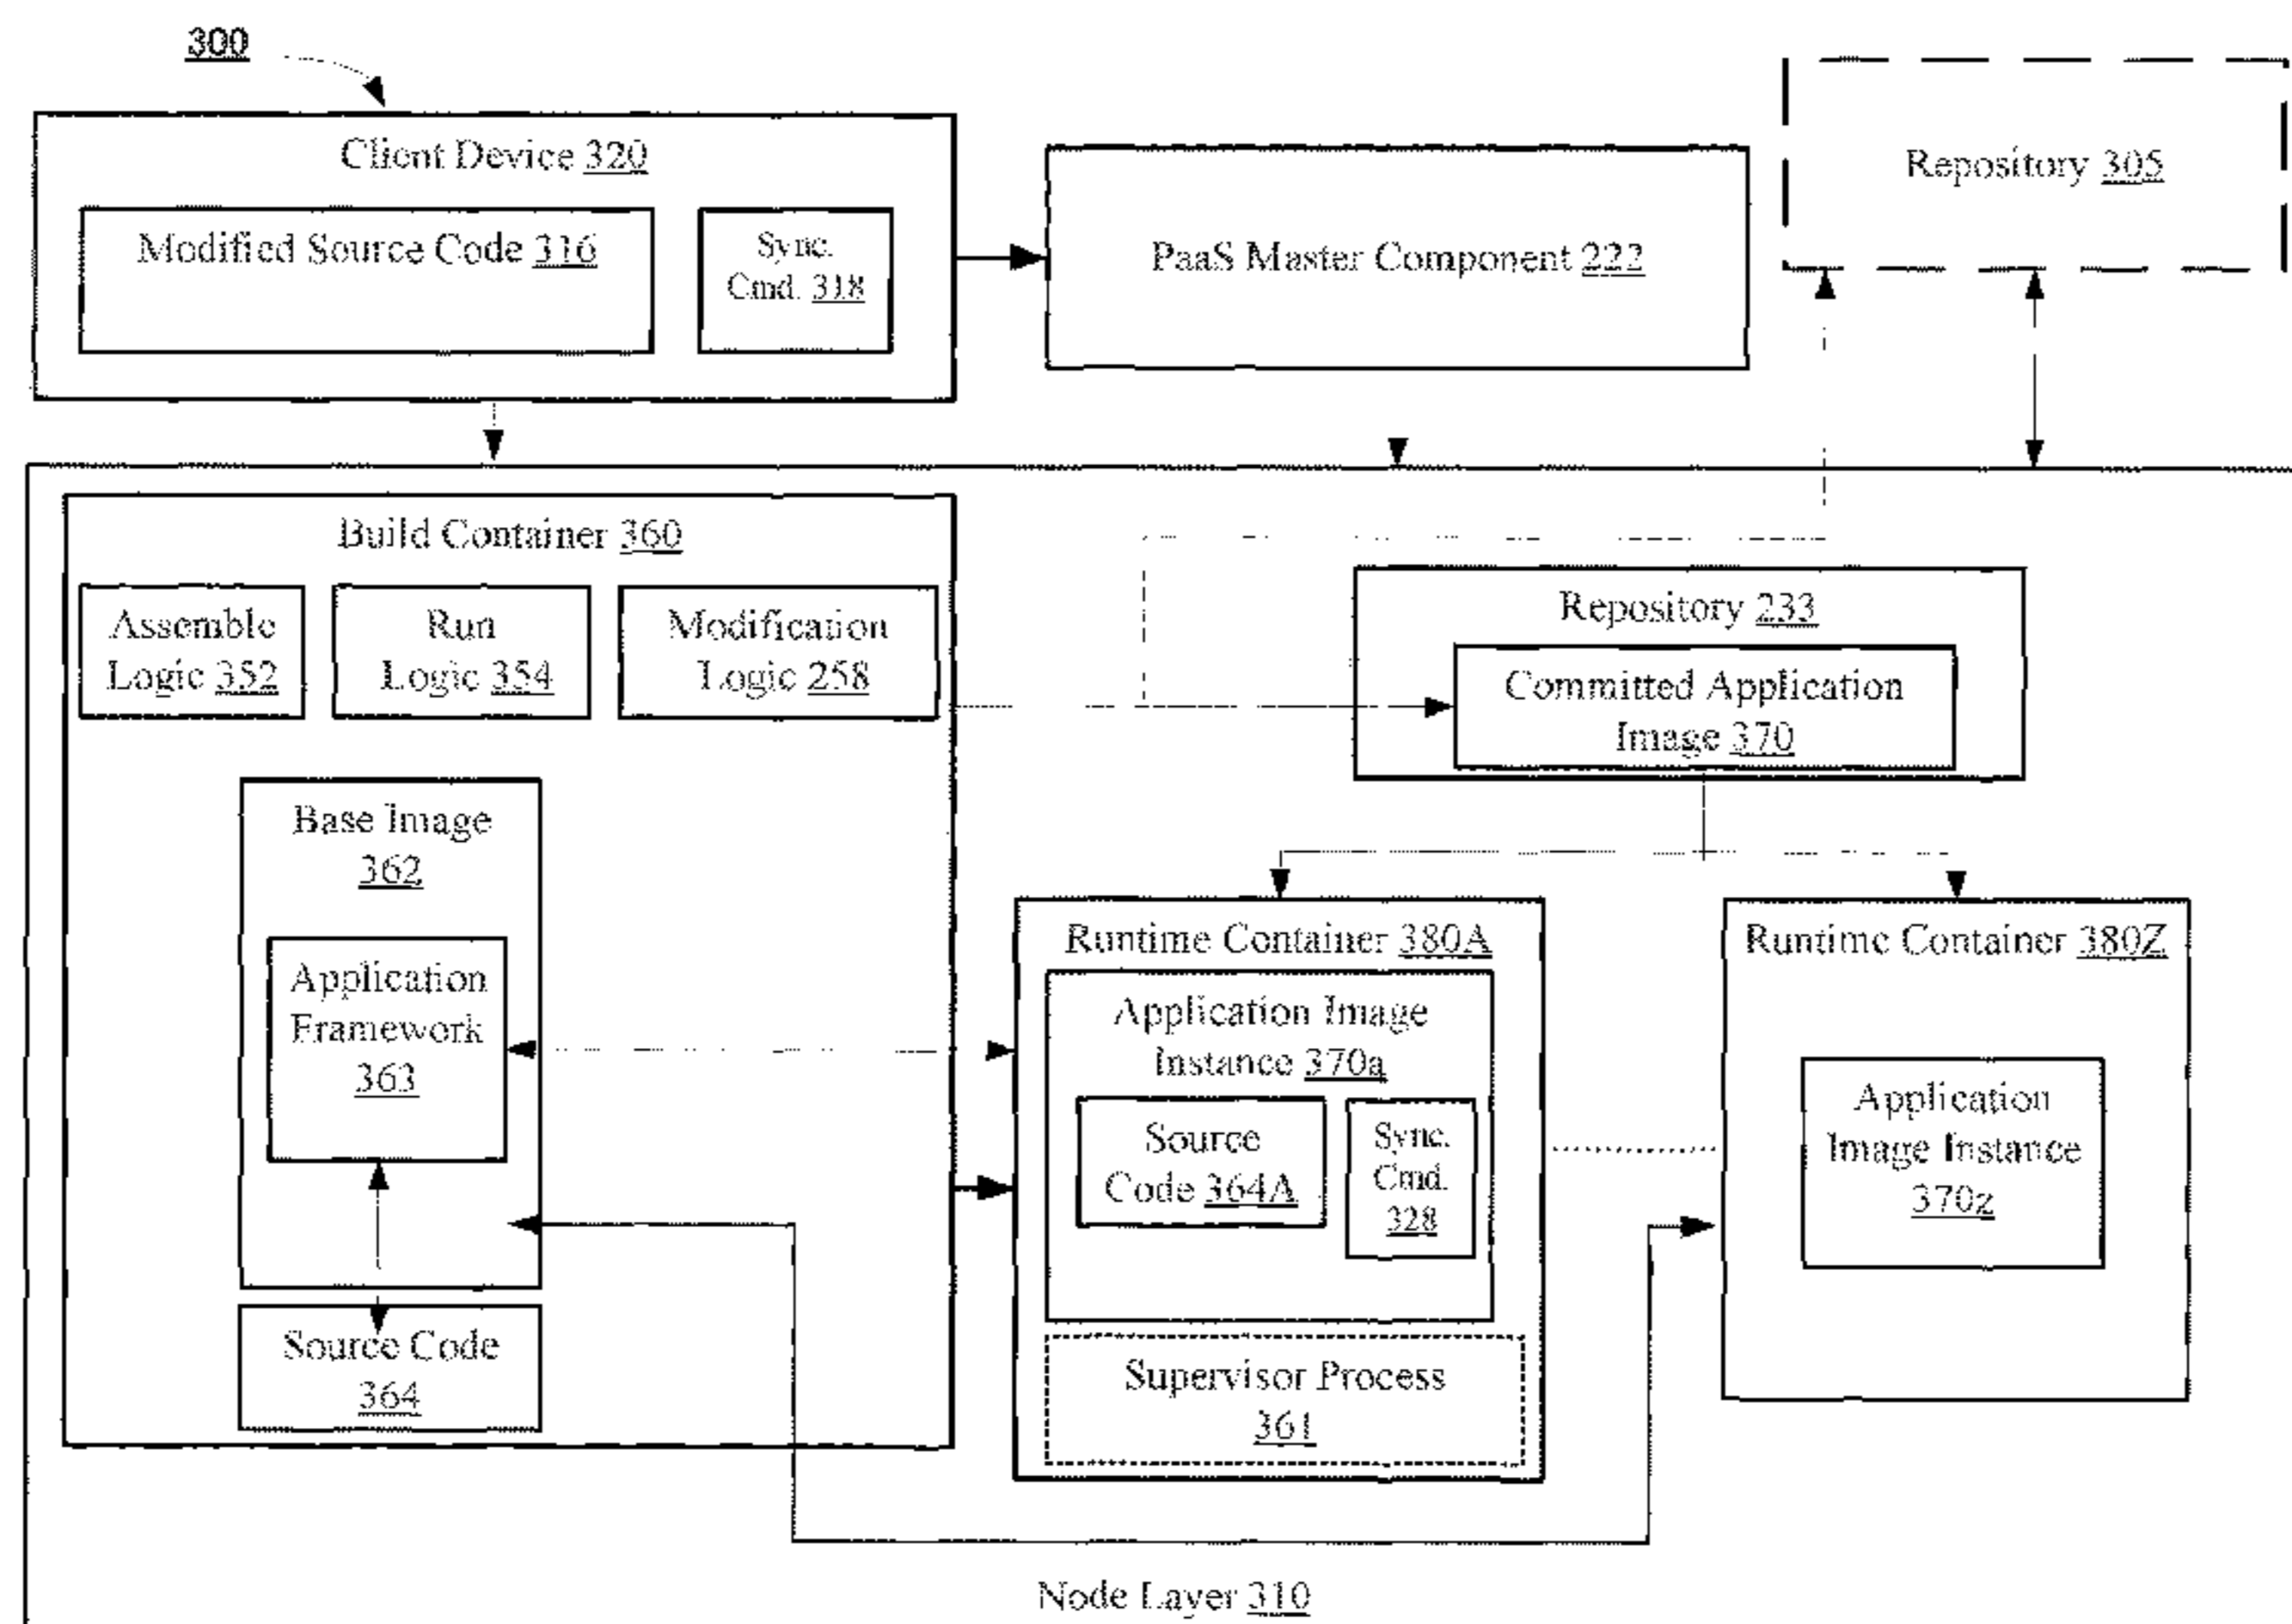 300
Client Device 320
Modified Source Code 316
Sync.
Cmd. 318
PaaS Master Component 222
Repository 305
Build Container 360
Assemble
Logic 352
Run
Logic 354
Modification
Logic 258
Repository 233
Committed Application
Image 370
Base Image
362
Application
Framework
363
Source Code
364
Runtime Container 380A
Application Image
Instance 370a
Source
Code 364A
Sync.
Cmd.
328
Supervisor Process
361
Runtime Container 380Z
Application
Image Instance
370z
Node Layer 310